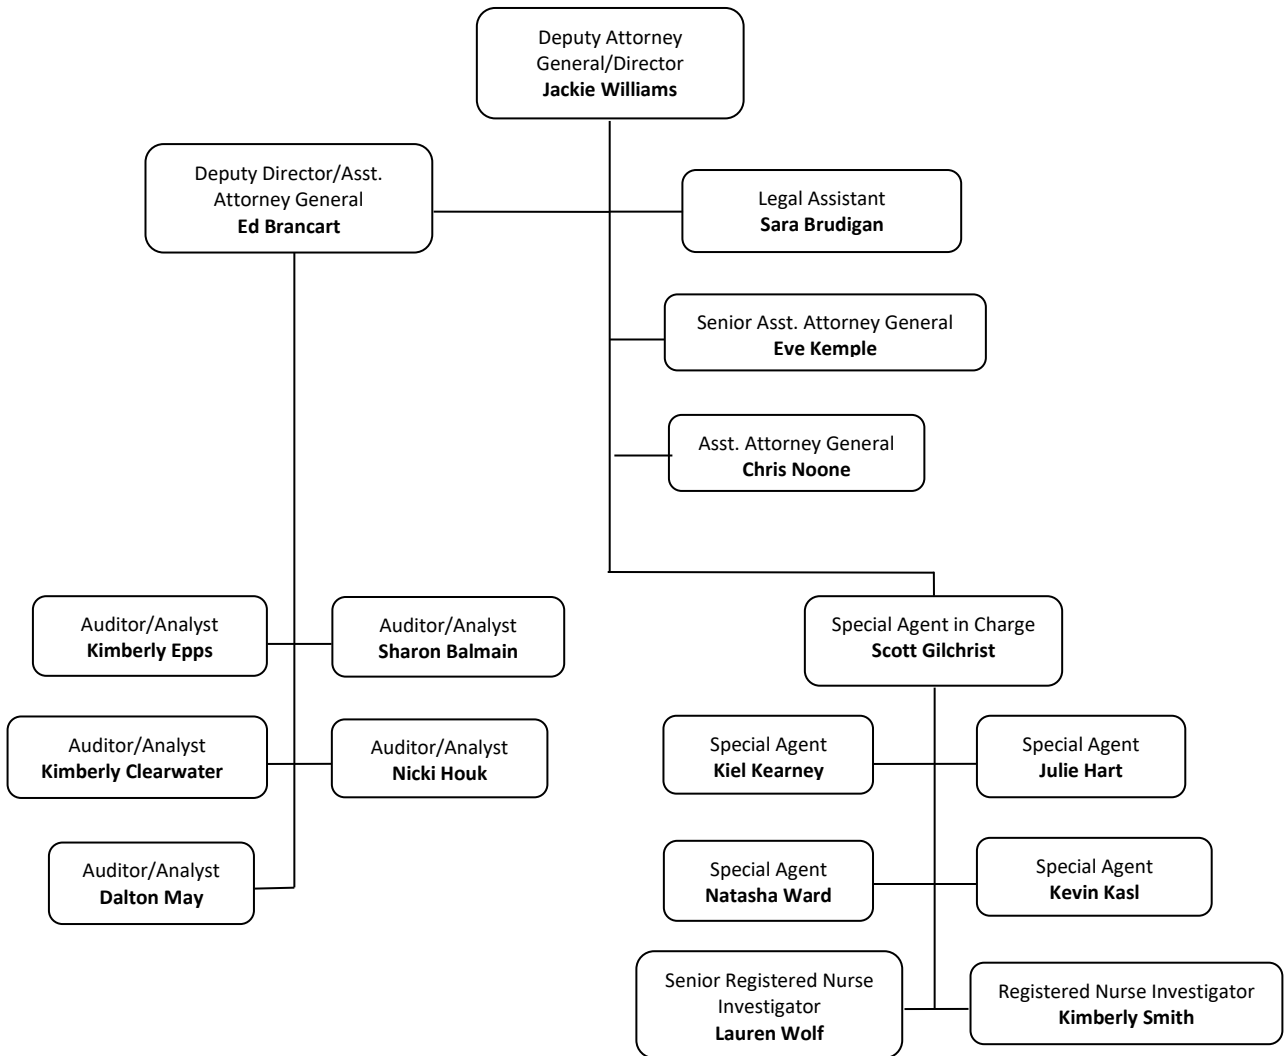 Deputy Attorney
General/Director
Jackie Williams
Deputy Director/Asst.
Attorney General
Ed Brancart
Legal Assistant
Sara Brudigan
Senior Asst. Attorney General
Eve Kemple
Asst. Attorney General
Chris Noone
Auditor/Analyst
Kimberly Epps
Auditor/Analyst
Sharon Balmain
Special Agent in Charge
Scott Gilchrist
Auditor/Analyst
Kimberly Clearwater
Auditor/Analyst
Nicki Houk
Special Agent
Kiel Kearney
Special Agent
Julie Hart
Auditor/Analyst
Dalton May
Special Agent
Natasha Ward
Special Agent
Kevin Kasl
Senior Registered Nurse
Investigator
Lauren Wolf
Registered Nurse Investigator
Kimberly Smith